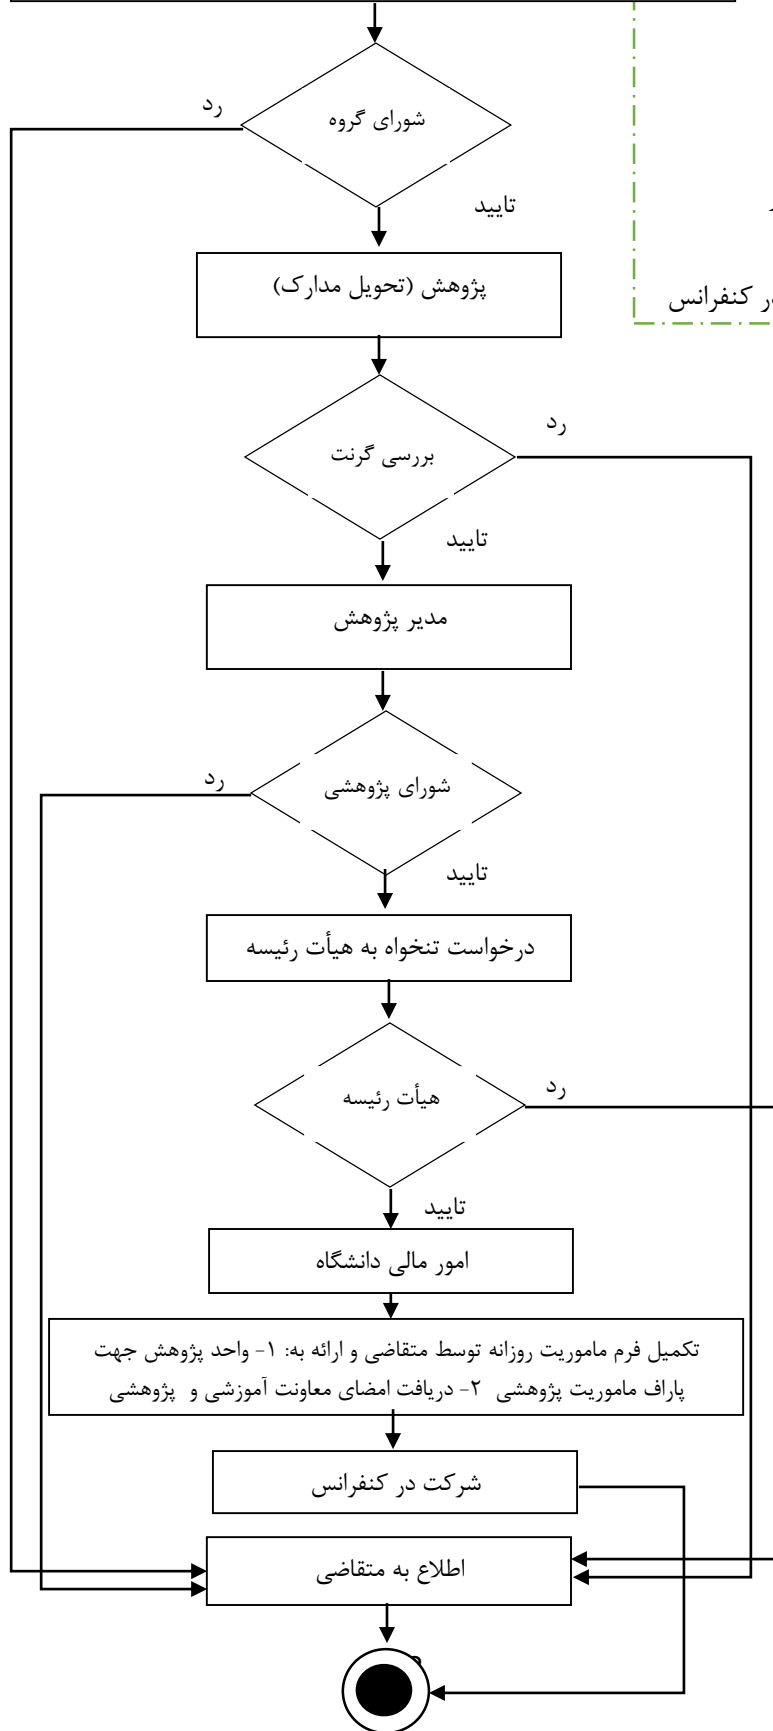 شورای گروه
رد
تایید
پژوهش (تحویل مدارک)
کنفرانس
بررسی گرنت
رد
تایید
مدیر پژوهش
شورای پژوهشی
رد
تایید
درخواست تنخواه به هیأت رئیسه
هیأت رئیسه
رد
تایید
امور مالی دانشگاه
تکمیل فرم ماموریت روزانه توسط متقاضی و ارائه به: ۱- واحد پژوهش جهت
پاراف ماموریت پژوهشی ۲- دریافت امضای معاونت آموزشی و پژوهشی
شرکت در کنفرانس
اطلاع به متقاضی